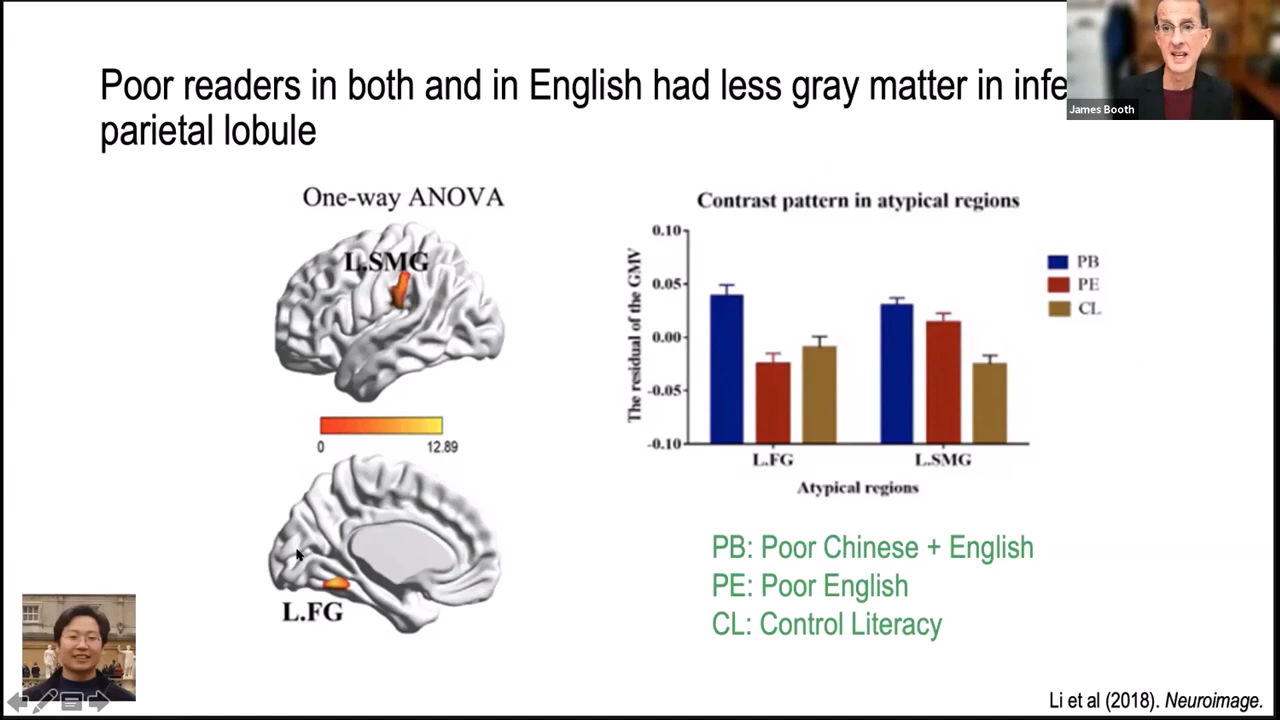 Poor readers in both and in English had less gray matter in infe
parietal lobule
James Booth
One-way ANOVA
L.SMG
0 12.89
L.FG
Contrast pattern in atypical regions
The residual of the GMV
0.10
0.05
0.00
-0.05
-0.10
L.FG L.SMG
Atypical regions
PB
PE
CL
PB: Poor Chinese + English
PE: Poor English
CL: Control Literacy
Li et al (2018). Neuroimage.